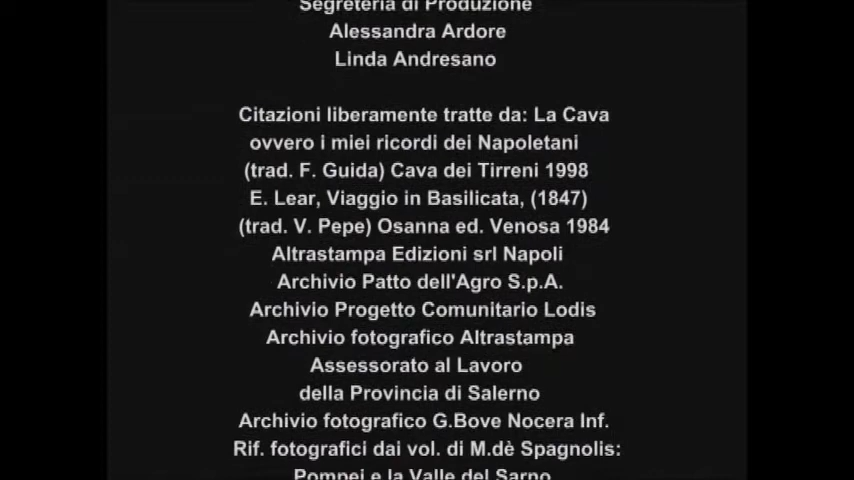 Segreteria di Produzione
Alessandra Ardore
Linda Andresano
Citazioni liberamente tratte da: La Cava
ovvero i miei ricordi dei Napoletani
(trad. F. Guida) Cava dei Tirreni 1998
E. Lear, Viaggio in Basilicata, (1847)
(trad. V. Pepe) Osanna ed. Venosa 1984
Altrastampa Edizioni srl Napoli
Archivio Patto dell'Agro S.p.A.
Archivio Progetto Comunitario Lodis
Archivio fotografico Altrastampa
Assessorato al Lavoro
della Provincia di Salerno
Archivio fotografico G.Bove Nocera Inf.
Rif. fotografici dai vol. di M.dè Spagnolis:
Pompei e la Valle del Sarno